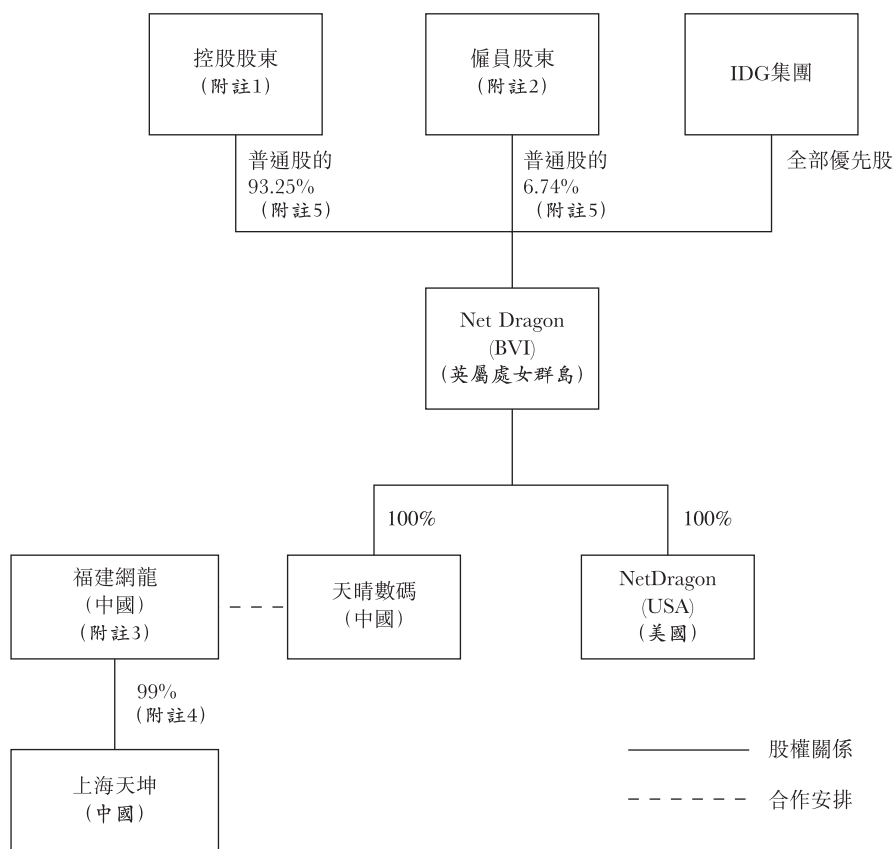 控股股東
(附註1)
僱員股東
(附註2)
IDG集團
普通股的
93.25%
(附註5)
普通股的
6.74%
(附註5)
全部優先股
Net Dragon
(BVI)
(英屬處女群島)
100%
100%
福建網龍
(中國)
(附註3)
天晴數碼
(中國)
NetDragon
(USA)
(美國)
99%
(附註4)
上海天坤
(中國)
股權關係
合作安排